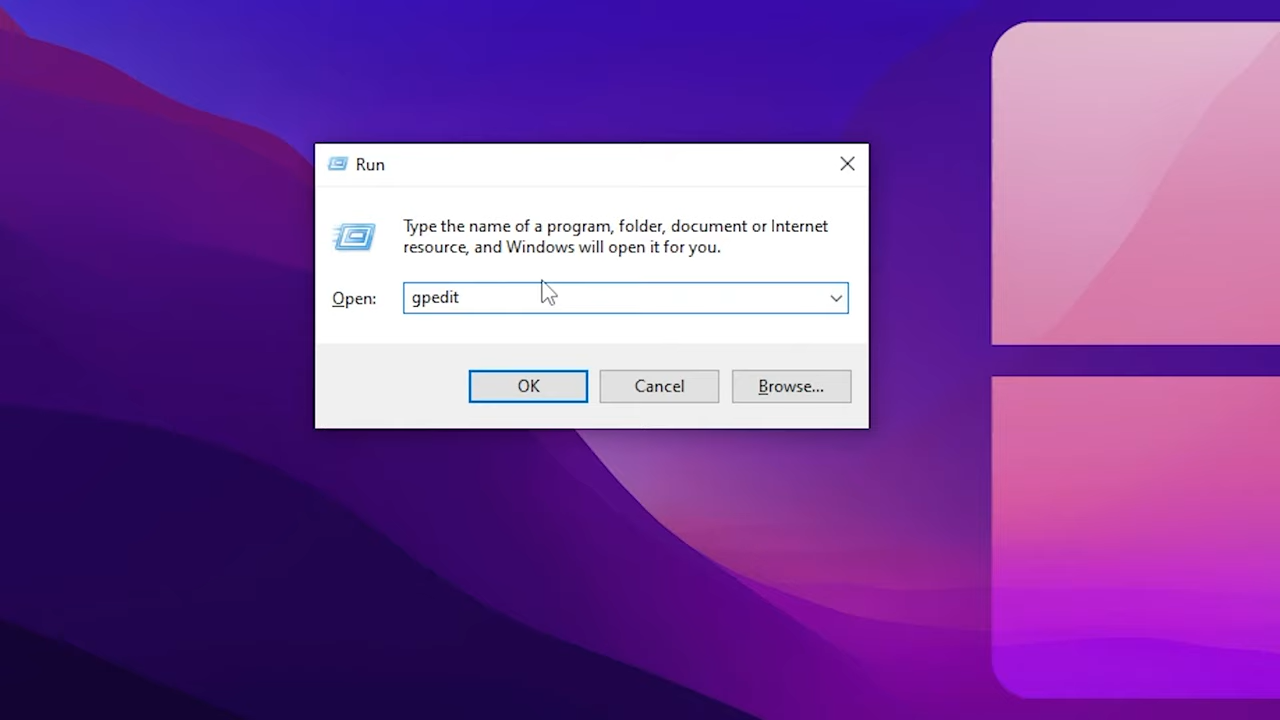 Run
Type the name of a program, folder, document or Internet
resource, and Windows will open it for you.
Open:
gpedit
OK
Cancel
Browse...